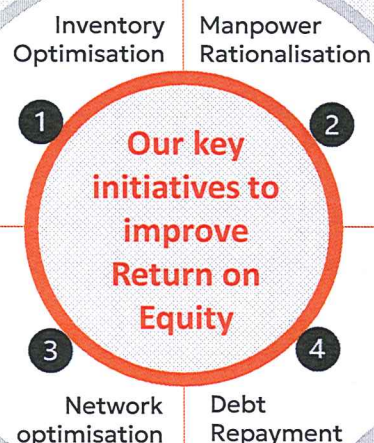 Inventory
Optimisation
Manpower
Rationalisation
1
2
Our key
initiatives to
improve
Return on
Equity
3
4
Network
optimisation
Debt
Repayment